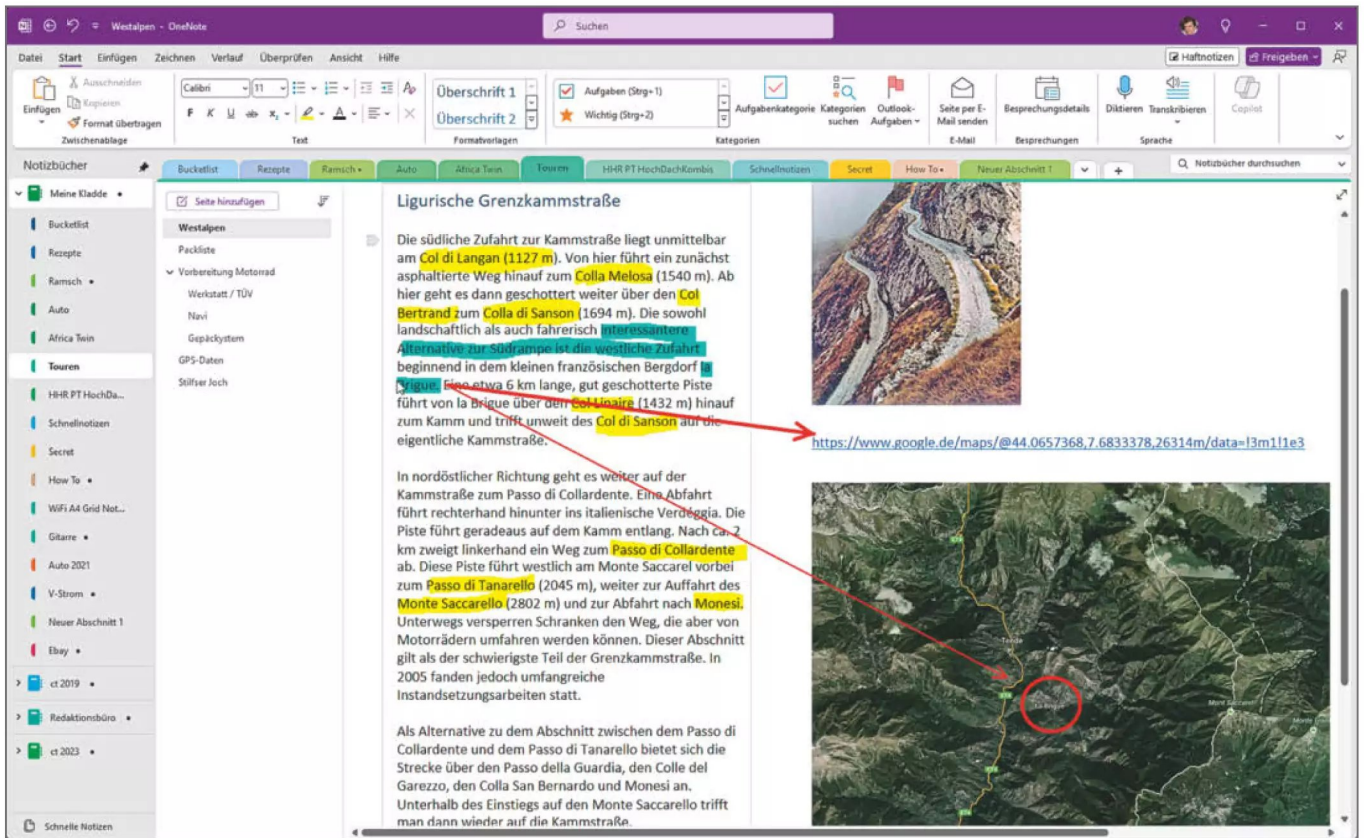 Westalpen - OneNote
Suchen
Datei Start Einfügen Zeichnen Verlauf Überprüfen Ansicht Hilfe
Haftnotizen Freigeben
Einfügen
Ausschneiden
Kopieren
Format übertragen
Zwischenablage
Calibri 11
F K U ab x₂ A
Text
Überschrift 1
Überschrift 2
Formatvorlagen
Aufgaben (Strg+1)
Wichtig (Strg+2)
Aufgabenkategorie
Kategorien suchen
Outlook-Aufgaben
Kategorien
Seite per E-Mail senden
E-Mail
Besprechungsdetails
Besprechungen
Diktieren Transkribieren
Sprache
Copilot
Notizbücher
Bucketlist Rezepte Ramsch Auto Africa Twin Touren HHR PT HochDachKombis Schnellnotizen Secret How To Neuer Abschnitt 1 +
Notizbücher durchsuchen
Meine Kladde
Bucketlist
Rezepte
Ramsch
Auto
Africa Twin
Touren
HHR PT HochDa...
Schnellnotizen
Secret
How To
WiFi A4 Grid Not...
Gitarre
Auto 2021
V-Strom
Neuer Abschnitt 1
Ebay
ct 2019
Redaktionsbüro
ct 2023
Schnelle Notizen
Seite hinzufügen
Westalpen
Packliste
Vorbereitung Motorrad
Werkstatt / TÜV
Navi
Gepäckystem
GPS-Daten
Stilfser Joch
Ligurische Grenzkammstraße
Die südliche Zufahrt zur Kammstraße liegt unmittelbar
am Col di Langan (1127 m). Von hier führt ein zunächst
asphaltierte Weg hinauf zum Colla Melosa (1540 m). Ab
hier geht es dann geschottert weiter über den Col
Bertrand zum Colla di Sanson (1694 m). Die sowohl
landschaftlich als auch fahrerisch interessantere
Alternative zur Südrampe ist die westliche Zufahrt
beginnend in dem kleinen französischen Bergdorf la
Brigue. Eine etwa 6 km lange, gut geschotterte Piste
führt von la Brigue über den Col Linaire (1432 m) hinauf
zum Kamm und trifft unweit des Col di Sanson auf die
eigentliche Kammstraße.
In nordöstlicher Richtung geht es weiter auf der
Kammstraße zum Passo di Collardente. Eine Abfahrt
führt rechterhand hinunter ins italienische Verdéggia. Die
Piste führt geradeaus auf dem Kamm entlang. Nach ca. 2
km zweigt linkerhand ein Weg zum Passo di Collardente
ab. Diese Piste führt westlich am Monte Saccarel vorbei
zum Passo di Tanarello (2045 m), weiter zur Auffahrt des
Monte Saccarello (2802 m) und zur Abfahrt nach Monesi.
Unterwegs versperren Schranken den Weg, die aber von
Motorrädern umfahren werden können. Dieser Abschnitt
gilt als der schwierigste Teil der Grenzkammstraße. In
2005 fanden jedoch umfangreiche
Instandsetzungsarbeiten statt.
Als Alternative zu dem Abschnitt zwischen dem Passo di
Collardente und dem Passo di Tanarello bietet sich die
Strecke über den Passo della Guardia, den Colle del
Garezzo, den Colla San Bernardo und Monesi an.
Unterhalb des Einstiegs auf den Monte Saccarello trifft
man dann wieder auf die Kammstraße.
https://www.google.de/maps/@44.0657368,7.6833378,26314m/data=!3m1!1e3
Tende
La Brigue
Mont Saccarel
Monte